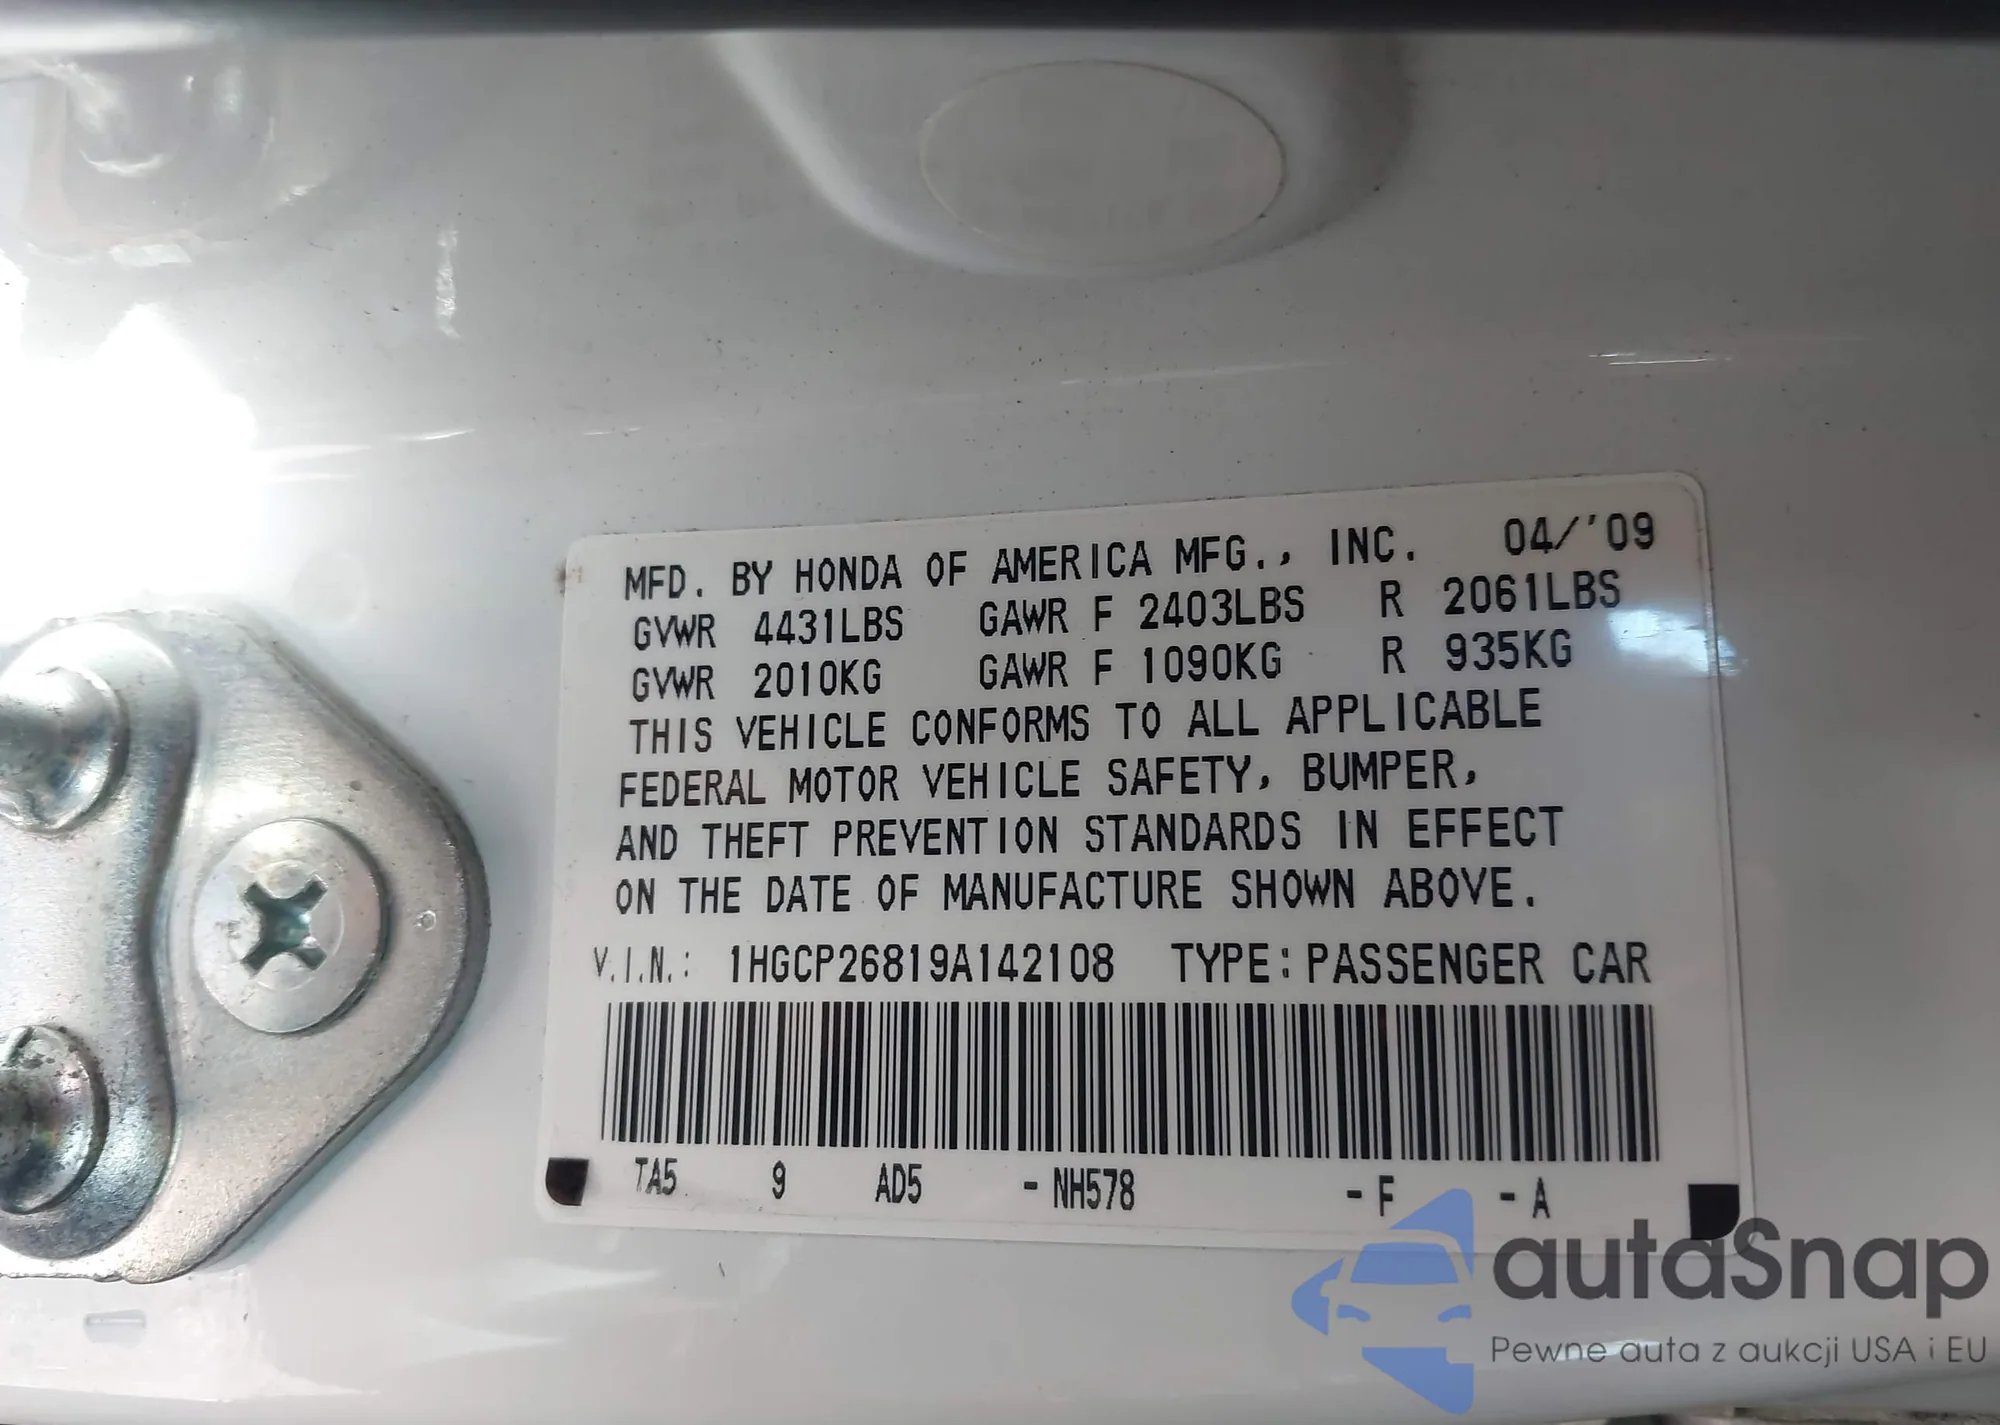 MFD. BY HONDA OF AMERICA MFG., INC. 04/'09
GVWR 4431LBS GAWR F 2403LBS R 2061LBS
GVWR 2010KG GAWR F 1090KG R 935KG
THIS VEHICLE CONFORMS TO ALL APPLICABLE
FEDERAL MOTOR VEHICLE SAFETY, BUMPER,
AND THEFT PREVENTION STANDARDS IN EFFECT
ON THE DATE OF MANUFACTURE SHOWN ABOVE.
V.I.N.: 1HGCP26819A142108 TYPE: PASSENGER CAR
TA5 9 AD5 - NH578 - F - A
autaSnap
Pewne auta z aukcji USA i EU